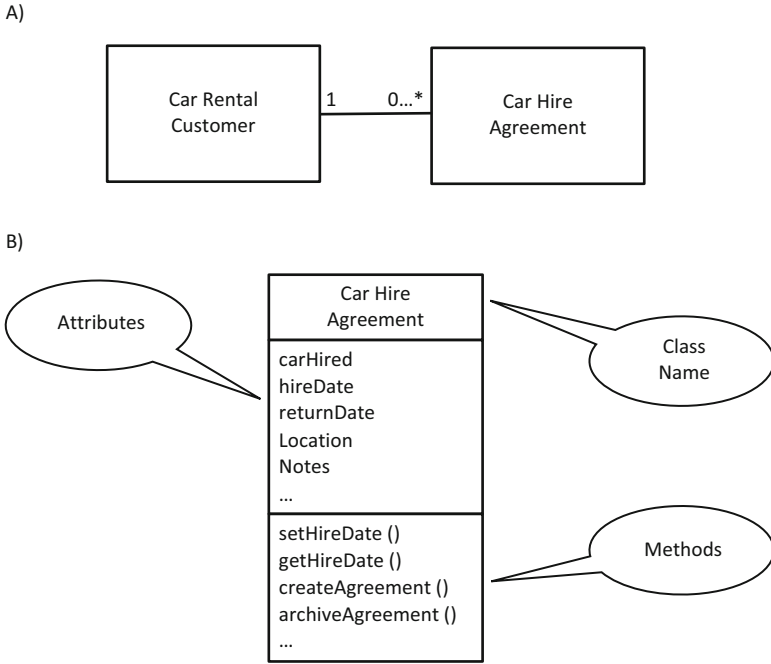 A)
Car Rental
Customer
1
0...*
Car Hire
Agreement
B)
Attributes
Car Hire
Agreement
Class
Name
carHired
hireDate
returnDate
Location
Notes
...
setHireDate ()
getHireDate ()
createAgreement ()
archiveAgreement ()
...
Methods